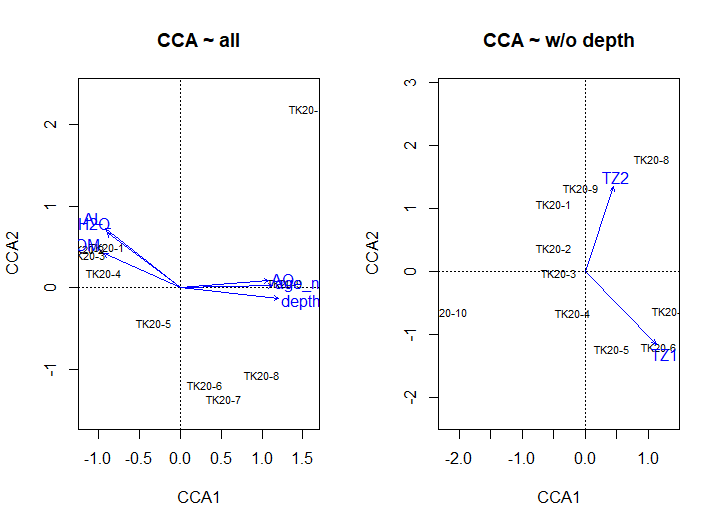 CCA ~ all
CCA2
2
1
0
-1
TK20-
AL
H2O
OM
TK20-1
TK20-3
TK20-4
AO
age_n
depth
TK20-5
TK20-6
TK20-7
TK20-8
-1.0
-0.5
0.0
0.5
1.0
1.5
CCA1
CCA ~ w/o depth
CCA2
3
2
1
0
-1
-2
TK20-8
TZ2
TK20-9
TK20-1
TK20-2
TK20-3
20-10
TK20-4
TK20-
TK20-5
TK20-6
TZ1
-2.0
-1.0
0.0
1.0
CCA1